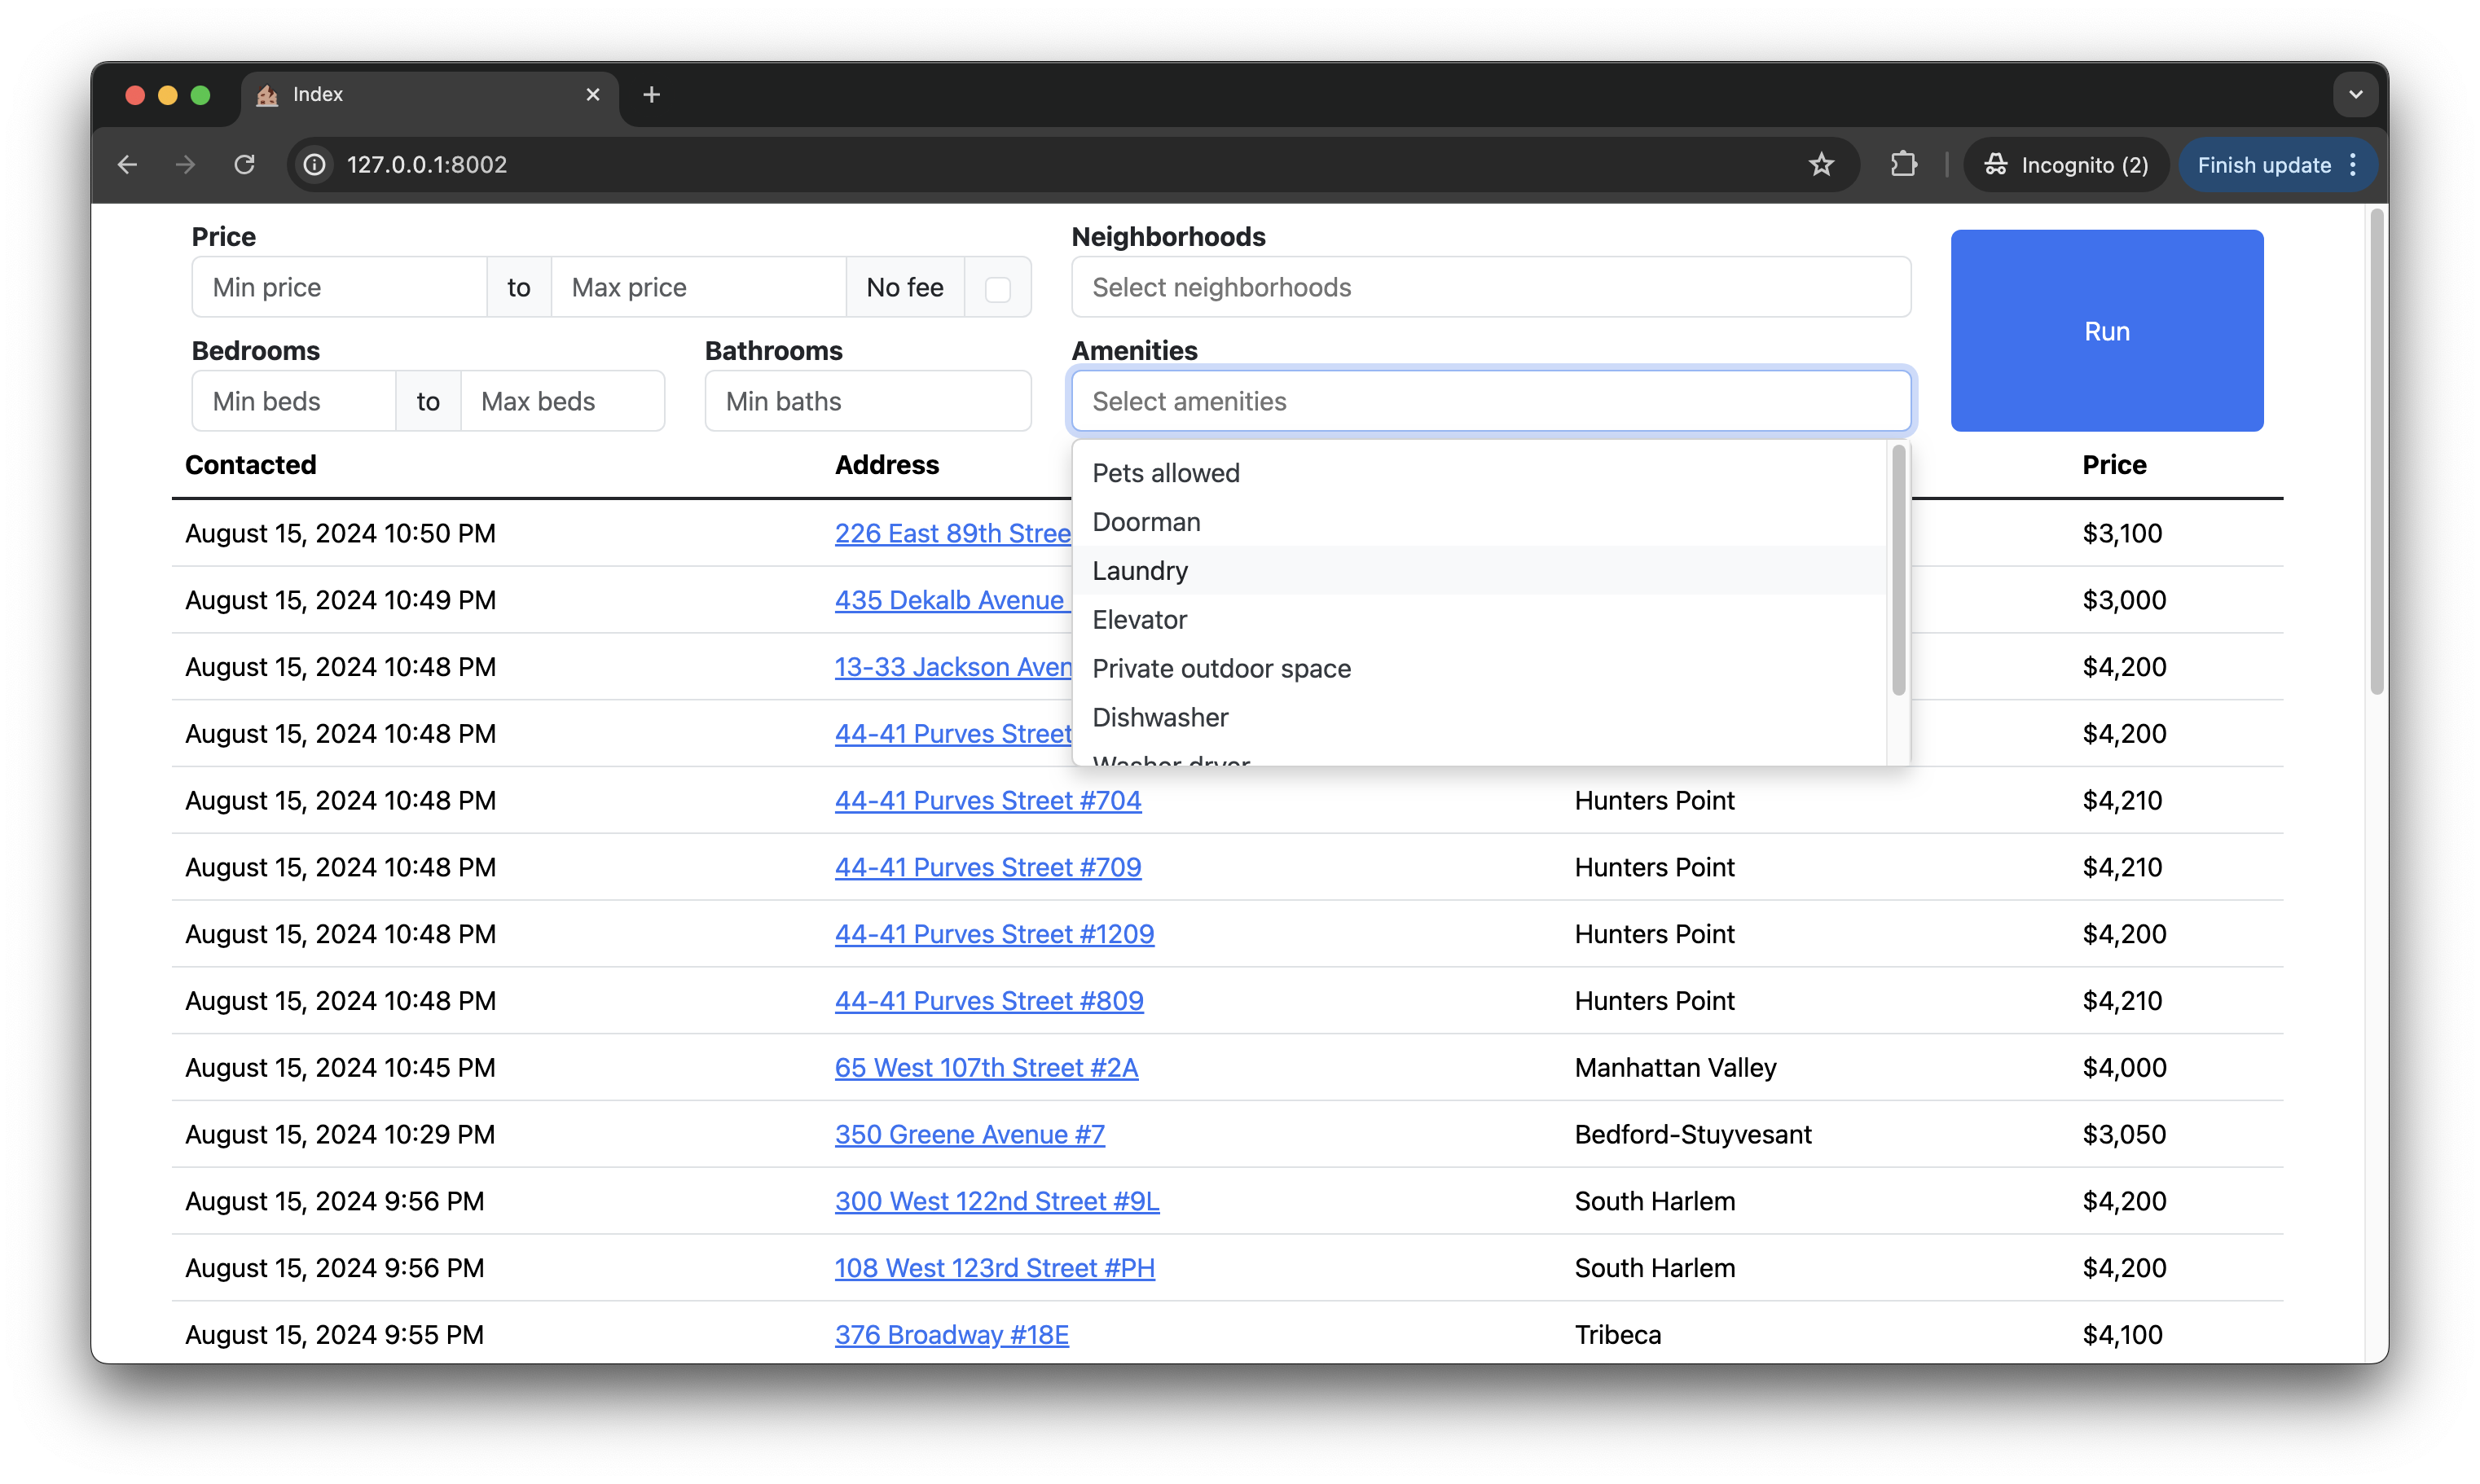 Index
127.0.0.1:8002
Incognito (2)
Finish update
Price
Neighborhoods
Min price to Max price No fee
Select neighborhoods
Run
Bedrooms Bathrooms Amenities
Min beds to Max beds Min baths Select amenities
Pets allowed
Doorman
Laundry
Elevator
Private outdoor space
Dishwasher
Washer dryer
Contacted Address Price
August 15, 2024 10:50 PM 226 East 89th Stree $3,100
August 15, 2024 10:49 PM 435 Dekalb Avenue $3,000
August 15, 2024 10:48 PM 13-33 Jackson Aven $4,200
August 15, 2024 10:48 PM 44-41 Purves Street $4,200
August 15, 2024 10:48 PM 44-41 Purves Street #704 Hunters Point $4,210
August 15, 2024 10:48 PM 44-41 Purves Street #709 Hunters Point $4,210
August 15, 2024 10:48 PM 44-41 Purves Street #1209 Hunters Point $4,200
August 15, 2024 10:48 PM 44-41 Purves Street #809 Hunters Point $4,210
August 15, 2024 10:45 PM 65 West 107th Street #2A Manhattan Valley $4,000
August 15, 2024 10:29 PM 350 Greene Avenue #7 Bedford-Stuyvesant $3,050
August 15, 2024 9:56 PM 300 West 122nd Street #9L South Harlem $4,200
August 15, 2024 9:56 PM 108 West 123rd Street #PH South Harlem $4,200
August 15, 2024 9:55 PM 376 Broadway #18E Tribeca $4,100